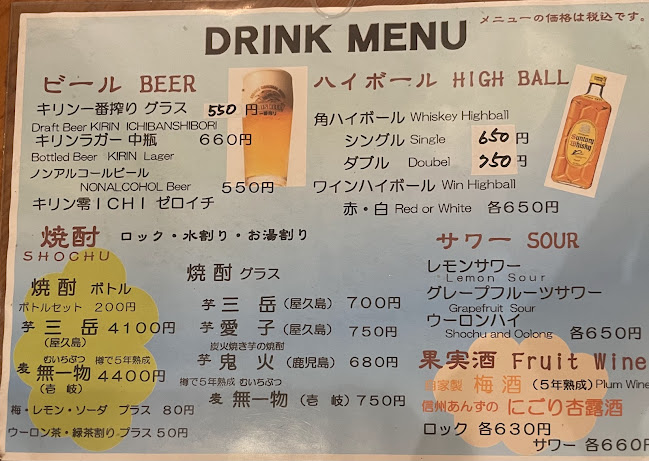 DRINK MENU
メニューの価格は税込です。
ビール BEER
キリン一番搾り グラス 550円
Draft Beer KIRIN ICHIBANSHIBORI
キリンラガー 中瓶 660円
Bottled Beer KIRIN Lager
ノンアルコールビール
NONALCOHOL Beer 550円
キリン零ICHI ゼロイチ
ハイボール HIGH BALL
角ハイボール Whiskey Highball
シングル Single 650円
ダブル Doubel 750円
ワインハイボール Win Highball
赤・白 Red or White 各650円
焼酎 ロック・水割り・お湯割り
SHOCHU
焼酎 ボトル
ボトルセット 200円
芋 三岳 4100円
(屋久島)
むいちぶつ 樽で5年熟成
麦 無一物 4400円
(壱岐)
梅・レモン・ソーダ プラス 80円
ウーロン茶・緑茶割り プラス 50円
焼酎 グラス
芋 三岳 (屋久島) 700円
芋 愛子 (屋久島) 750円
炭火焼き芋の焼酎
芋 鬼火 (鹿児島) 680円
樽で5年熟成 むいちぶつ
麦 無一物 (壱岐) 750円
サワー SOUR
レモンサワー
Lemon Sour
グレープフルーツサワー
Grapefruit Sour
ウーロンハイ
Shochu and Oolong 各650円
果実酒 Fruit Wine
自家製 梅酒 (5年熟成) Plum Wine
信州あんずの にごり杏露酒
ロック 各630円
サワー 各660円